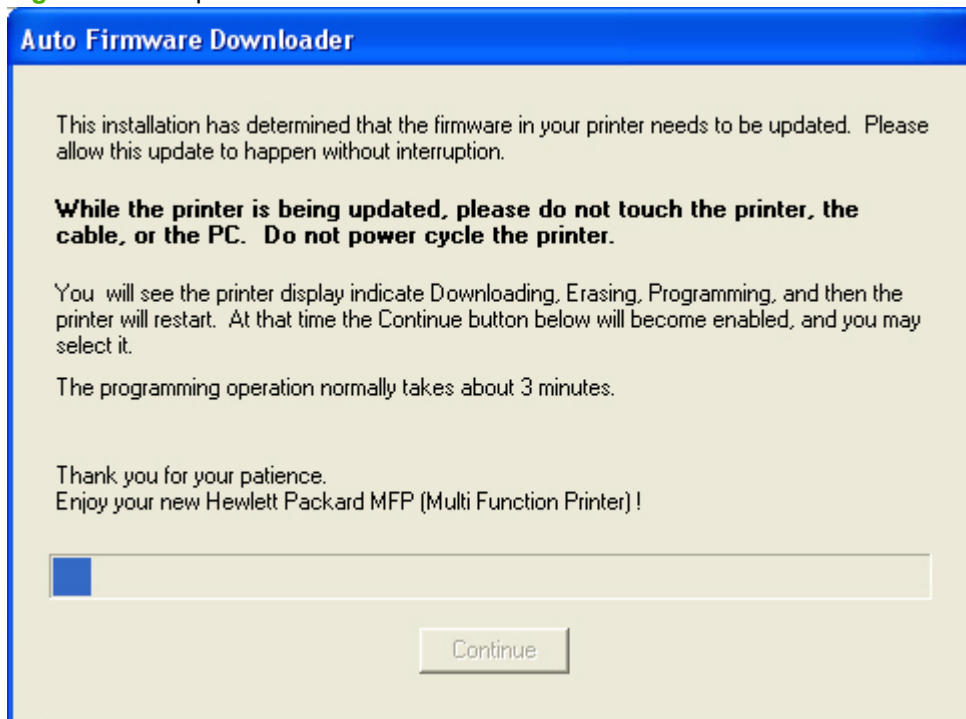 Auto Firmware Downloader
This installation has determined that the firmware in your printer needs to be updated.  Please
allow this update to happen without interruption.
While the printer is being updated, please do not touch the printer, the
cable, or the PC.  Do not power cycle the printer.
You  will see the printer display indicate Downloading, Erasing, Programming, and then the
printer will restart.  At that time the Continue button below will become enabled, and you may
select it.
The programming operation normally takes about 3 minutes.
Thank you for your patience.
Enjoy your new Hewlett Packard MFP (Multi Function Printer) !
Continue